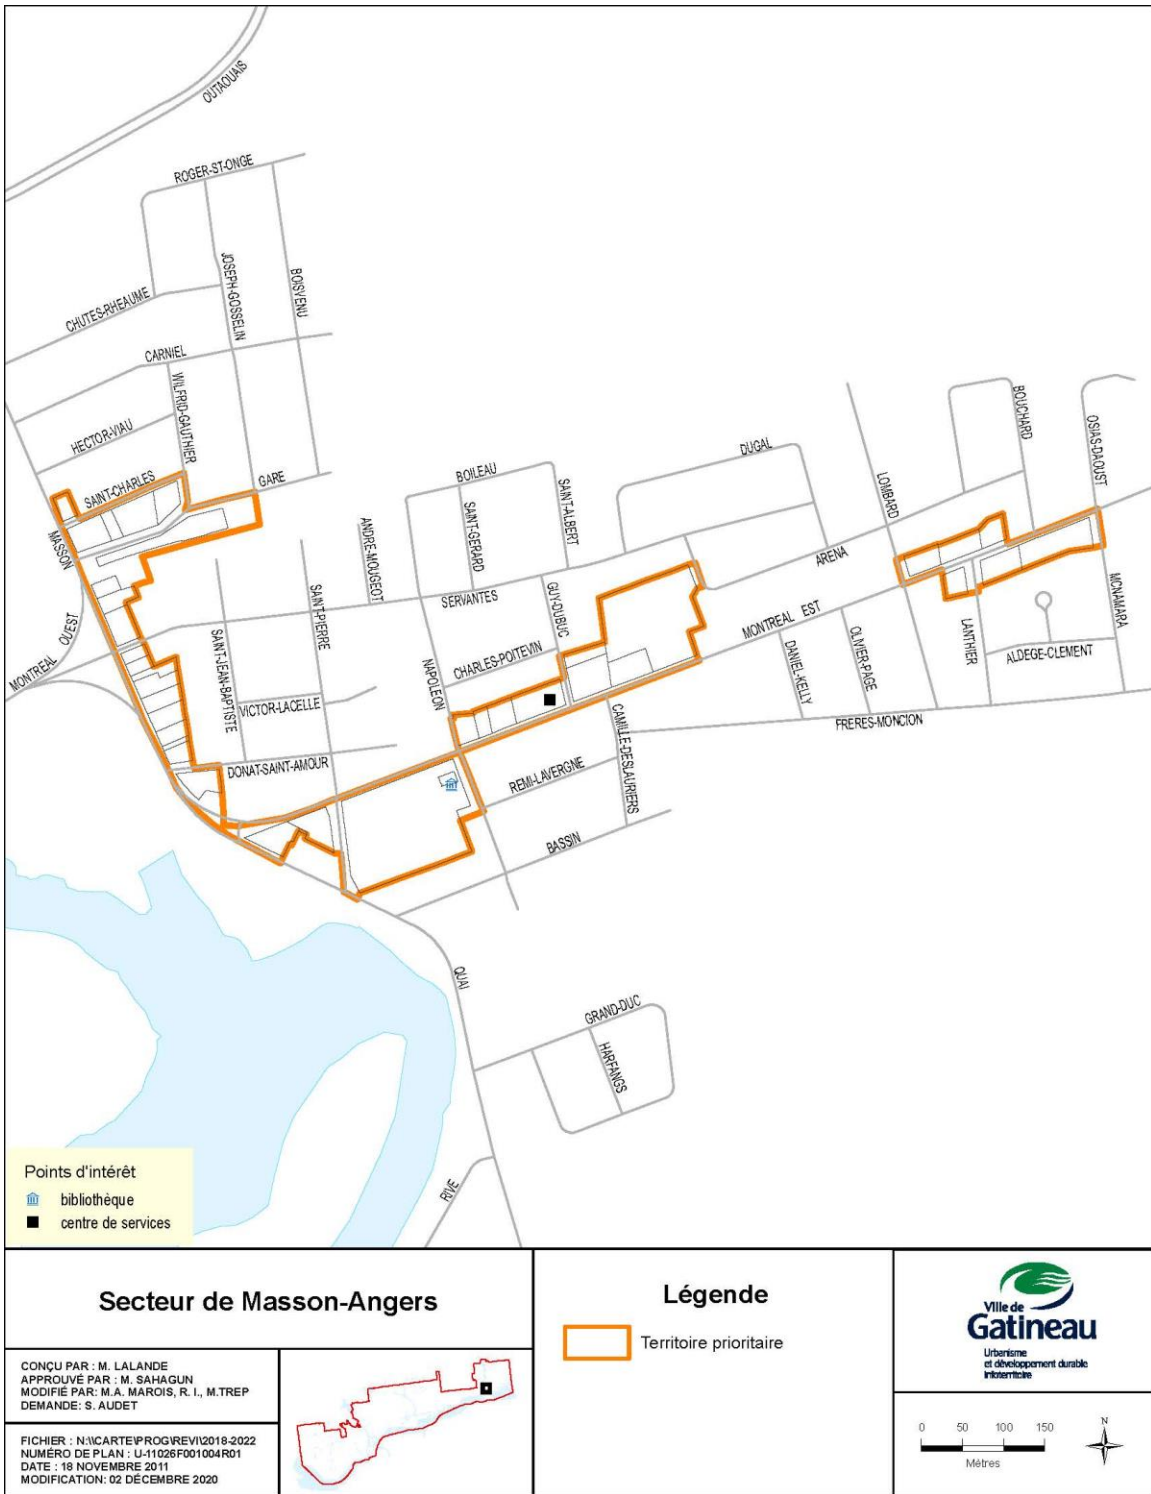 OUTAOUAIS
ROGER-ST-ONGE
JOSEPH-GOSSELIN
BOISVENU
CHUTES-RHEAUME
CARNIEL
WILFRID-GAUTHIER
HECTOR-VIAU
SAINT-CHARLES
GARE
MASSON
BOILEAU
DUGAL
BOUCHARD
OSIAS-DAOUST
LOMBARD
SAINT-ALBERT
SAINT-GERARD
ANDRE-MOUGEOT
ARENA
SERVANTES
GUY-DUBUC
SAINT-PIERRE
SAINT-JEAN-BAPTISTE
MONTREAL OUEST
MONTREAL EST
MCNAMARA
LANTHIER
OLIVIER-PAGE
DANIEL-KELLY
ALDEGE-CLEMENT
CHARLES-POITEVIN
NAPOLEON
VICTOR-LACELLE
FRERES-MONCION
CAMILLE-DESLAURIERS
DONAT-SAINT-AMOUR
REMI-LAVERGNE
BASSIN
QUAI
GRAND-DUC
HARFANGS
RIVE
Points d'intérêt
bibliothèque
centre de services
Secteur de Masson-Angers
CONÇU PAR : M. LALANDE
APPROUVÉ PAR : M. SAHAGUN
MODIFIÉ PAR: M.A. MAROIS, R. I., M.TREP
DEMANDE: S. AUDET
FICHIER : N:\\CARTE\PROG\REVI\2018-2022
NUMÉRO DE PLAN : U-11026F001004R01
DATE : 18 NOVEMBRE 2011
MODIFICATION: 02 DÉCEMBRE 2020
Légende
Territoire prioritaire
Ville de
Gatineau
Urbanisme
et développement durable
Infoterritoire
0 50 100 150
Mètres
N